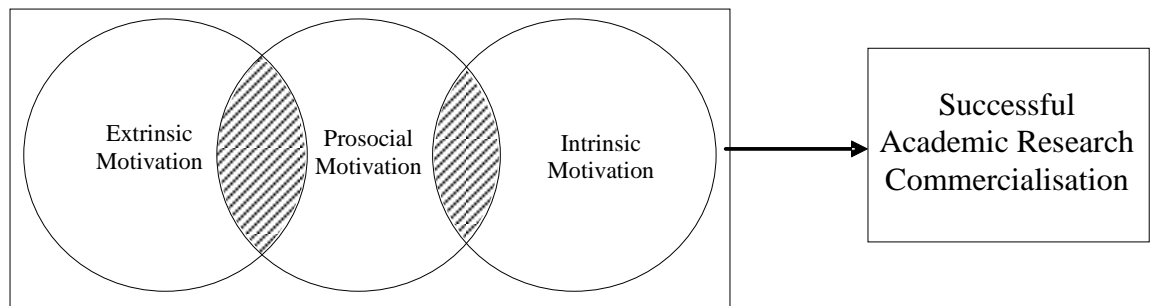 Extrinsic
Motivation
Prosocial
Motivation
Intrinsic
Motivation
Successful
Academic Research
Commercialisation